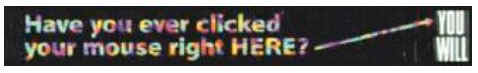 Have you ever clicked
your mouse right HERE?
YOU
WILL